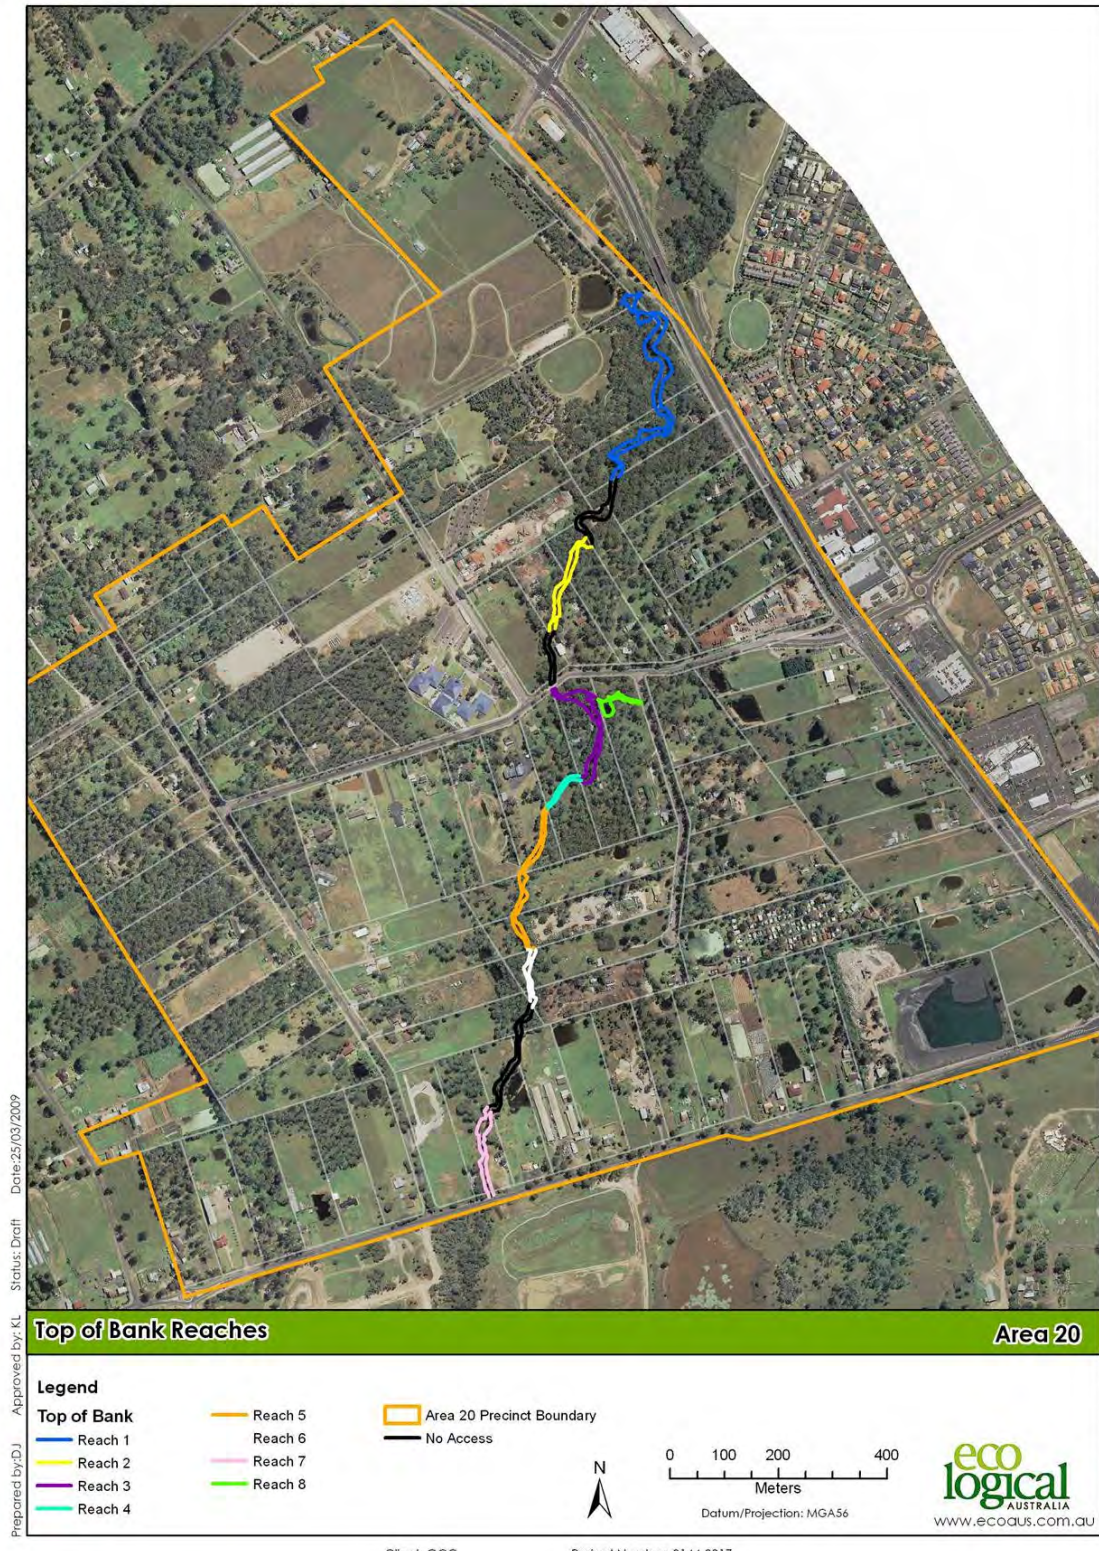 Top of Bank Reaches
Area 20
Legend
Top of Bank
Reach 1
Reach 2
Reach 3
Reach 4
Reach 5
Reach 6
Reach 7
Reach 8
Area 20 Precinct Boundary
No Access
N
0 100 200 400
Meters
Datum/Projection: MGA56
eco
logical
AUSTRALIA
www.ecoaus.com.au
Prepared by:DJ Approved by: KL Status: Draft Date:25/03/2009